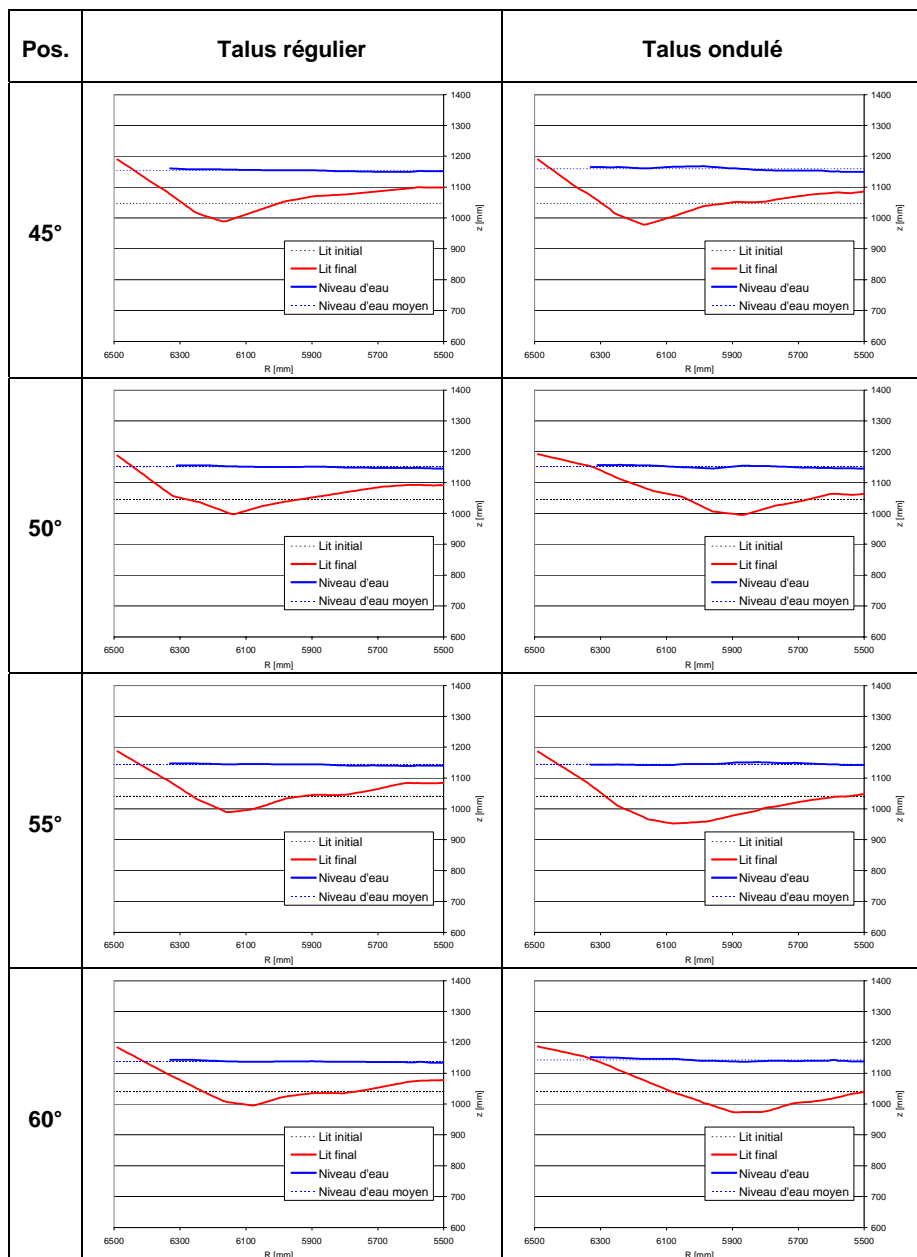 Pos. Talus régulier Talus ondulé
45°
1400
1300
1200
1100
1000
900
800
700
600
z [mm]
Lit initial
Lit final
Niveau d'eau
Niveau d'eau moyen
6500 6300 6100 5900 5700 5500
R [mm]
1400
1300
1200
1100
1000
900
800
700
600
z [mm]
Lit initial
Lit final
Niveau d'eau
Niveau d'eau moyen
6500 6300 6100 5900 5700 5500
R [mm]
50°
1400
1300
1200
1100
1000
900
800
700
600
z [mm]
Lit initial
Lit final
Niveau d'eau
Niveau d'eau moyen
6500 6300 6100 5900 5700 5500
R [mm]
1400
1300
1200
1100
1000
900
800
700
600
z [mm]
Lit initial
Lit final
Niveau d'eau
Niveau d'eau moyen
6500 6300 6100 5900 5700 5500
R [mm]
55°
1400
1300
1200
1100
1000
900
800
700
600
z [mm]
Lit initial
Lit final
Niveau d'eau
Niveau d'eau moyen
6500 6300 6100 5900 5700 5500
R [mm]
1400
1300
1200
1100
1000
900
800
700
600
z [mm]
Lit initial
Lit final
Niveau d'eau
Niveau d'eau moyen
6500 6300 6100 5900 5700 5500
R [mm]
60°
1400
1300
1200
1100
1000
900
800
700
600
z [mm]
Lit initial
Lit final
Niveau d'eau
Niveau d'eau moyen
6500 6300 6100 5900 5700 5500
R [mm]
1400
1300
1200
1100
1000
900
800
700
600
z [mm]
Lit initial
Lit final
Niveau d'eau
Niveau d'eau moyen
6500 6300 6100 5900 5700 5500
R [mm]